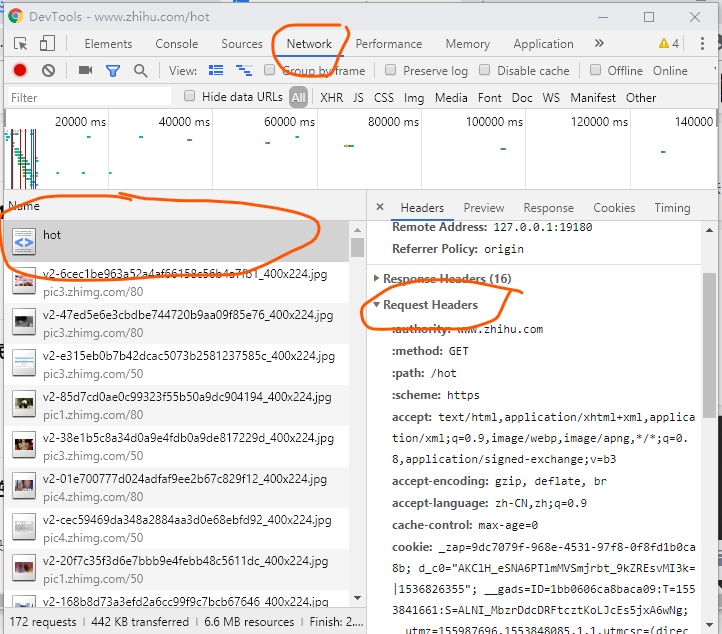 DevTools - www.zhihu.com/hot
Elements Console Sources Network Performance Memory Application » 4
View: Group by frame Preserve log Disable cache Offline Online
Filter Hide data URLs All XHR JS CSS Img Media Font Doc WS Manifest Other
20000 ms 40000 ms 60000 ms 80000 ms 100000 ms 120000 ms 140000
Name
hot
v2-6cec1be963a52a4af66158c56b4a7fb1_400x224.jpg
pic3.zhimg.com/80
v2-47ed5e6e3cbdbe744720b9aa09f85e76_400x224.jpg
pic3.zhimg.com/80
v2-e315eb0b7b42dcac5073b2581237585c_400x224.jpg
pic3.zhimg.com/50
v2-85d7cd0ae0c99323f55b50a9dc904194_400x224.jpg
pic1.zhimg.com/80
v2-38e1b5c8a34d0a9e4fdb0a9de817229d_400x224.jpg
pic3.zhimg.com/50
v2-01e700777d024adfaf9ee2b67c829f12_400x224.jpg
pic4.zhimg.com/80
v2-cec59469da348a2884aa3d0e68ebfd92_400x224.jpg
pic4.zhimg.com/50
v2-20f7c35f3d6e7bbb9e4febb48c5611dc_400x224.jpg
pic1.zhimg.com/50
v2-168b8d73a3efd2a6cc99f9c7bcb67646_400x224.jpg
172 requests | 442 KB transferred | 6.6 MB resources | Finish: 2....
× Headers Preview Response Cookies Timing
Remote Address: 127.0.0.1:19180
Referrer Policy: origin
Response Headers (16)
Request Headers
:authority: www.zhihu.com
:method: GET
:path: /hot
:scheme: https
accept: text/html,application/xhtml+xml,applica
tion/xml;q=0.9,image/webp,image/apng,*/*;q=0.
8,application/signed-exchange;v=b3
accept-encoding: gzip, deflate, br
accept-language: zh-CN,zh;q=0.9
cache-control: max-age=0
cookie: _zap=9dc7079f-968e-4531-97f8-0f8fd1b0ca
8b; d_c0="AKC1H_eSNA6PTlmMVSmjrbt_9kZREsvMI3k=
|1536826355"; __gads=ID=1bb0606ca8baca09:T=155
3841661:S=ALNI_MbzrDdcDRFtcztKoLJcEs5jxA6wNg;
__utmz=155987696.1553848085.1.1.utmcsr=(direc